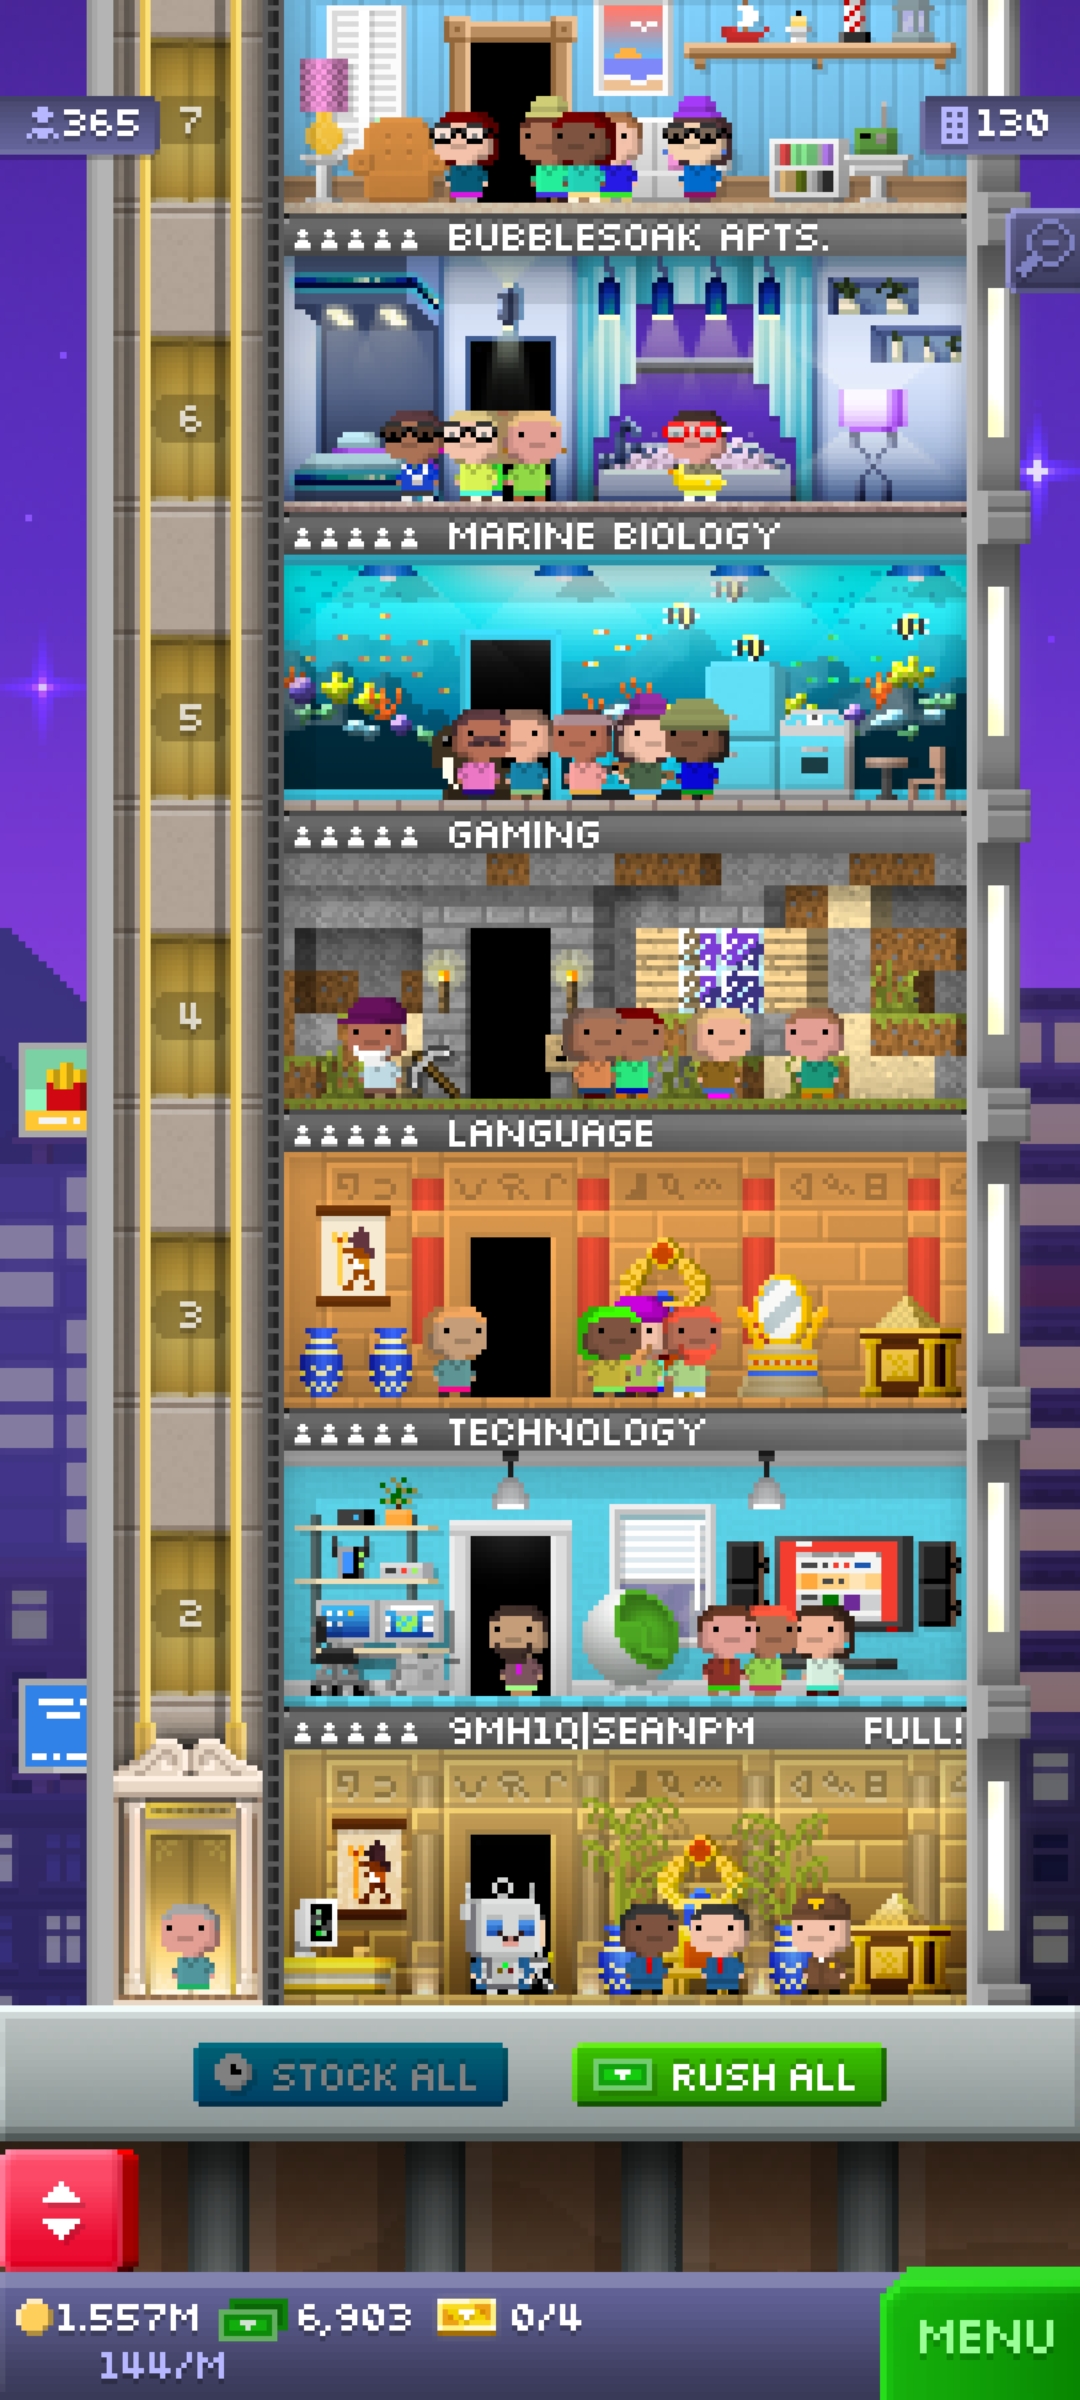 365
7
130
BUBBLESOAK APTS.
6
MARINE BIOLOGY
5
GAMING
4
LANGUAGE
3
TECHNOLOGY
2
9MH1Q|SEANPM FULL!
STOCK ALL
RUSH ALL
1.557M 6,903 0/4
144/M
MENU